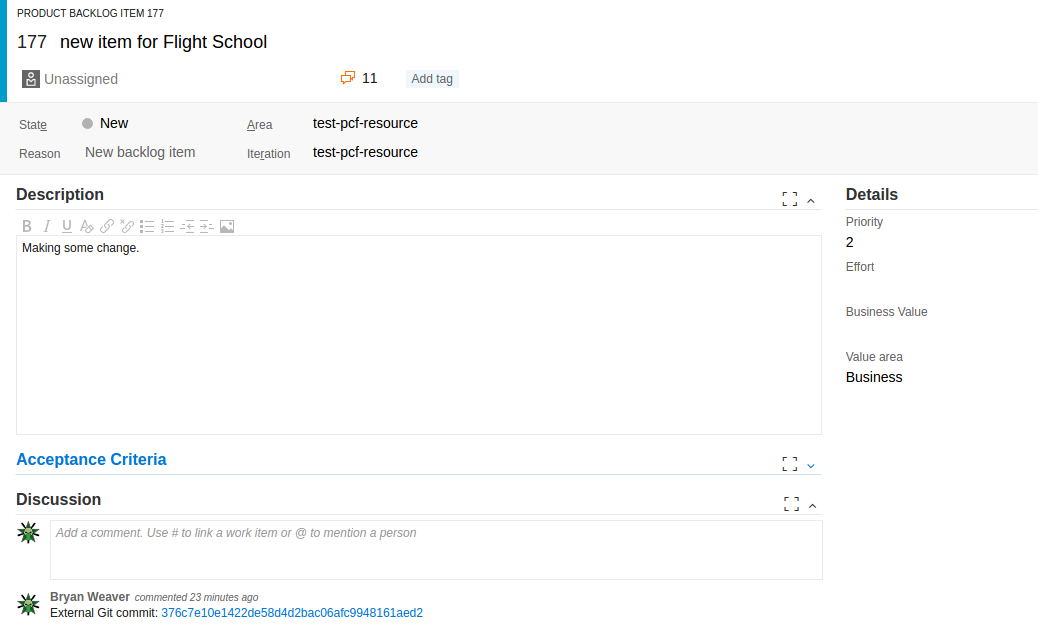 PRODUCT BACKLOG ITEM 177
177 new item for Flight School
Unassigned 11 Add tag
State New Area test-pcf-resource
Reason New backlog item Iteration test-pcf-resource
Description
B I U
Making some change.
Details
Priority
2
Effort
Business Value
Value area
Business
Acceptance Criteria
Discussion
Add a comment. Use # to link a work item or @ to mention a person
Bryan Weaver commented 23 minutes ago
External Git commit: 376c7e10e1422de58d4d2bac06afc9948161aed2